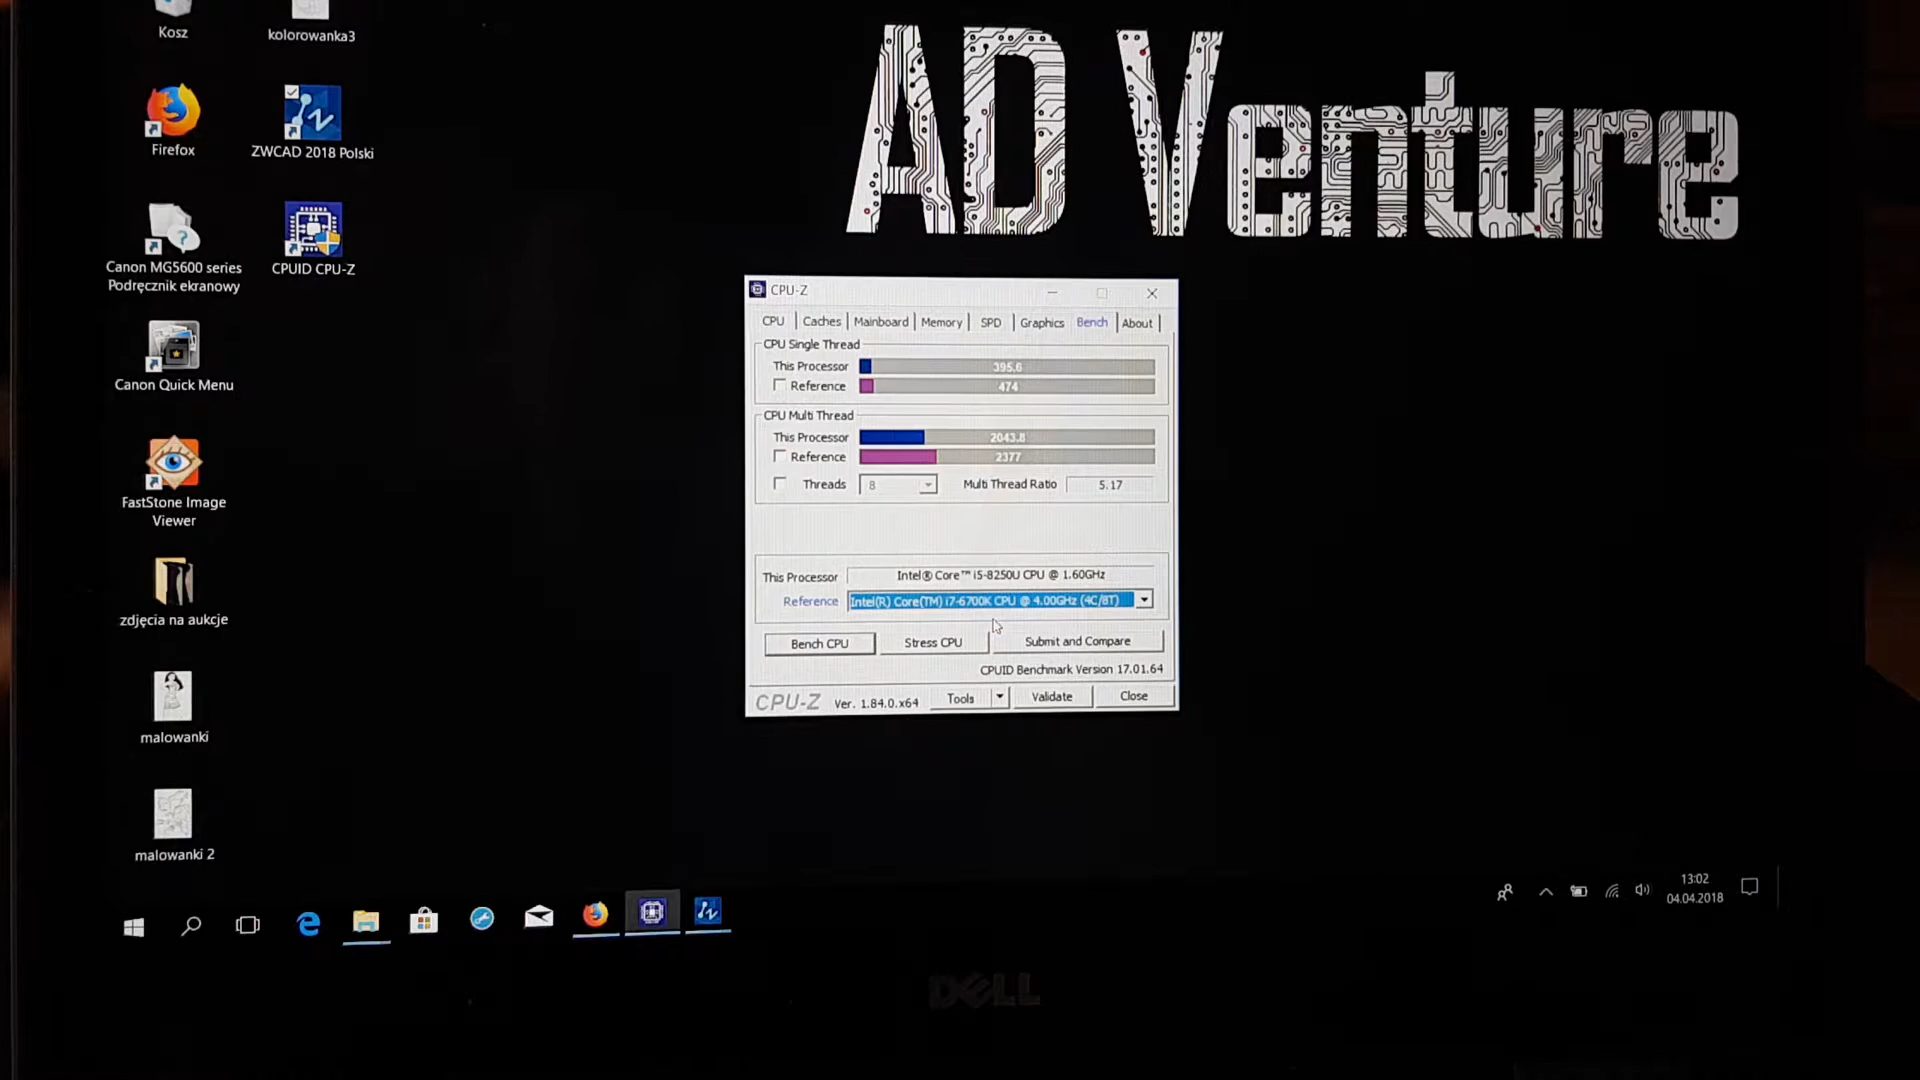 Kosz
kolorowanka3
AD Venture
Firefox
ZWCAD 2018 Polski
Canon MG5600 series
Podręcznik ekranowy
CPUID CPU-Z
Canon Quick Menu
FastStone Image
Viewer
zdjęcia na aukcje
malowanki
malowanki 2
CPU-Z
CPU Caches Mainboard Memory SPD Graphics Bench About
CPU Single Thread
This Processor 395.6
Reference 474
CPU Multi Thread
This Processor 2043.8
Reference 2377
Threads 8 Multi Thread Ratio 5.17
This Processor Intel® Core™ i5-8250U CPU @ 1.60GHz
Reference Intel(R) Core(TM) i7-6700K CPU @ 4.00GHz (4C/8T)
Bench CPU Stress CPU Submit and Compare
CPUID Benchmark Version 17.01.64
CPU-Z Ver. 1.84.0.x64 Tools Validate Close
13:02
04.04.2018
DELL